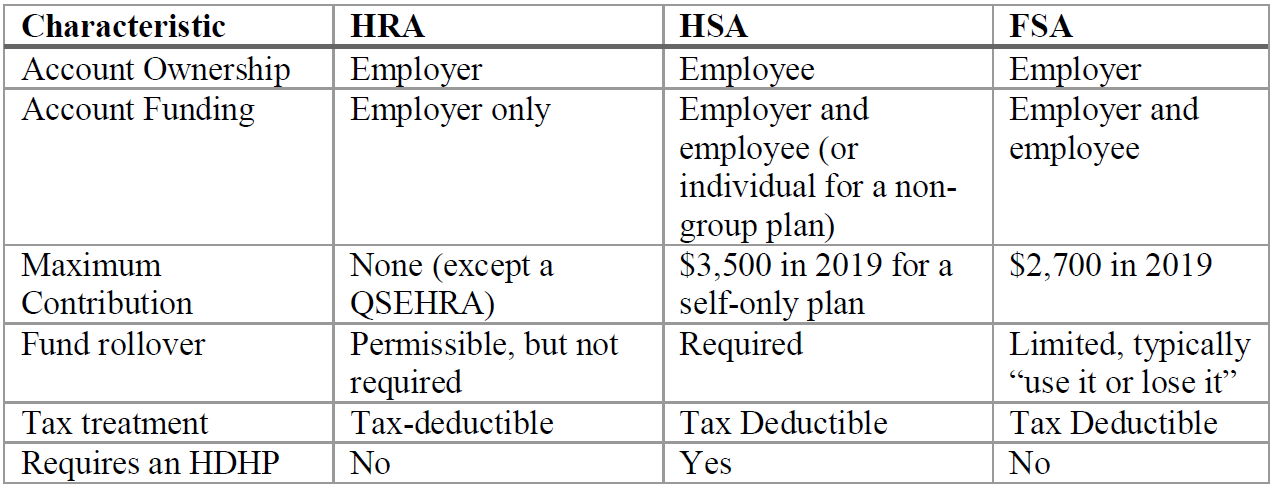 Characteristic HRA HSA FSA
Account Ownership Employer Employee Employer
Account Funding Employer only Employer and Employer and
employee (or employee
individual for a non-
group plan)
Maximum None (except a $3,500 in 2019 for a $2,700 in 2019
Contribution QSEHRA) self-only plan
Fund rollover Permissible, but not Required Limited, typically
required “use it or lose it”
Tax treatment Tax-deductible Tax Deductible Tax Deductible
Requires an HDHP No Yes No